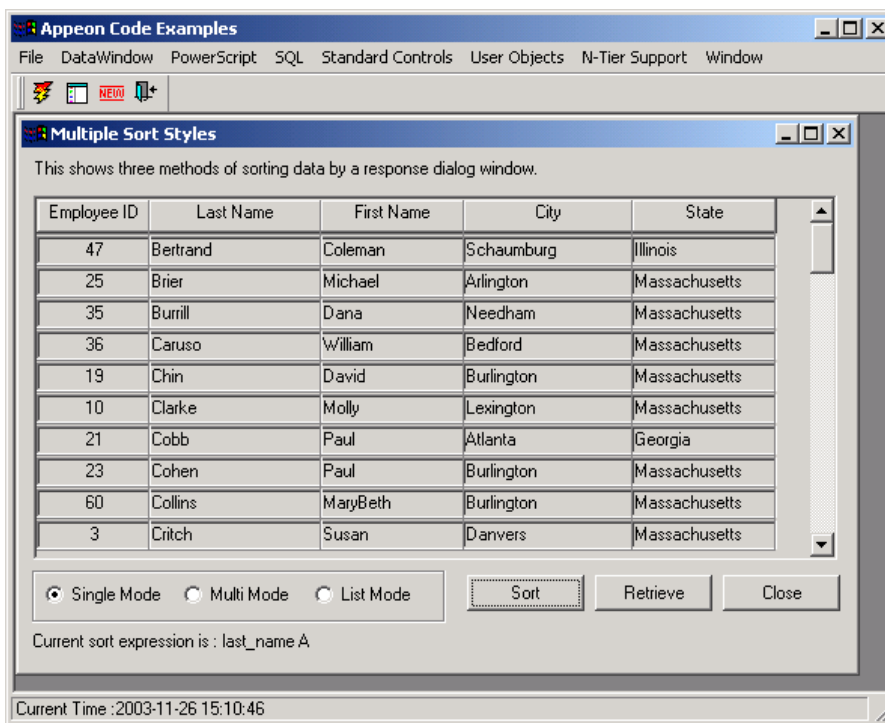 Appeon Code Examples
File DataWindow PowerScript SQL Standard Controls User Objects N-Tier Support Window
NEW
Multiple Sort Styles
This shows three methods of sorting data by a response dialog window.
Employee ID Last Name First Name City State
47 Bertrand Coleman Schaumburg Illinois
25 Brier Michael Arlington Massachusetts
35 Burrill Dana Needham Massachusetts
36 Caruso William Bedford Massachusetts
19 Chin David Burlington Massachusetts
10 Clarke Molly Lexington Massachusetts
21 Cobb Paul Atlanta Georgia
23 Cohen Paul Burlington Massachusetts
60 Collins MaryBeth Burlington Massachusetts
3 Critch Susan Danvers Massachusetts
Single Mode Multi Mode List Mode Sort Retrieve Close
Current sort expression is : last_name A
Current Time :2003-11-26 15:10:46